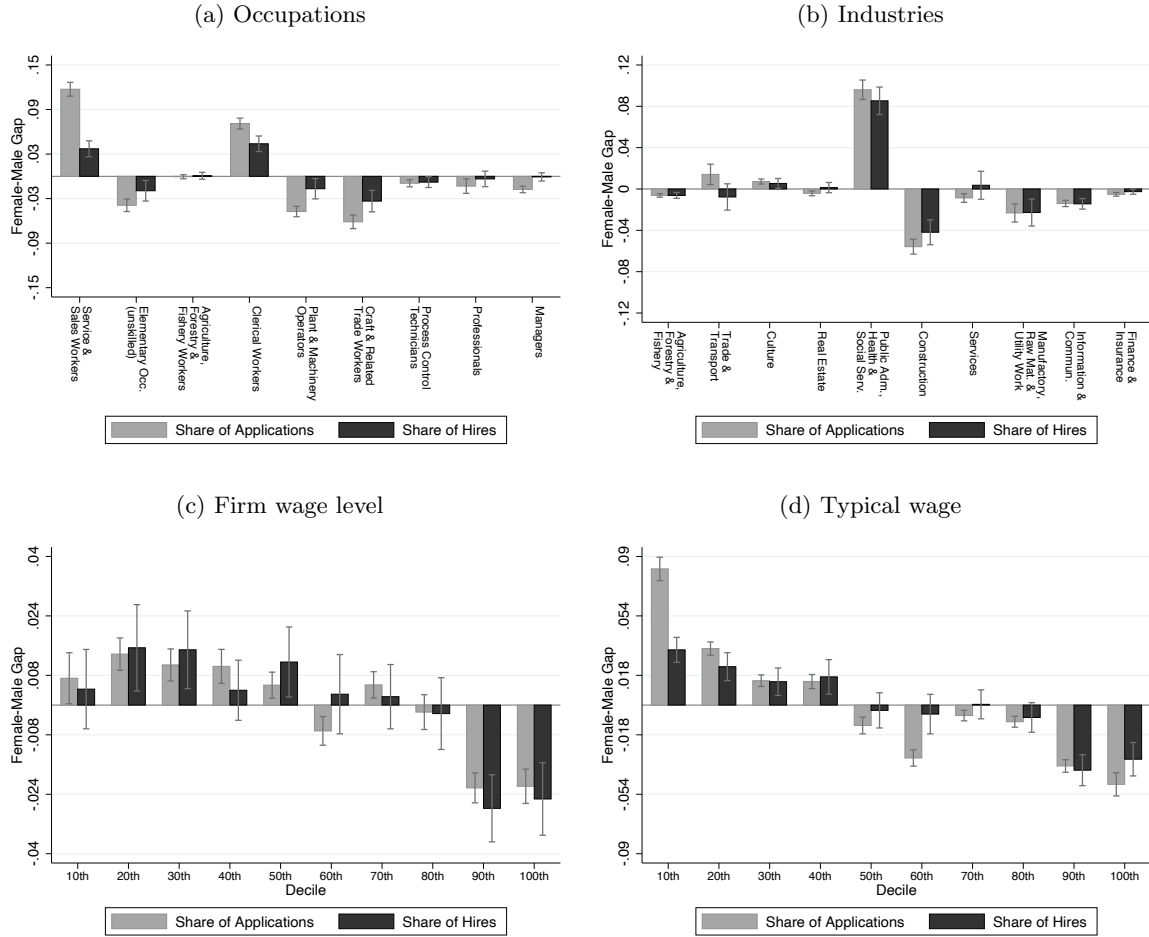 (a) Occupations
Female-Male Gap
.15
.09
.03
-.03
-.09
-.15
Service &
Sales Workers
Elementary Occ.
(unskilled)
Agriculture,
Forestry &
Fishery Workers
Clerical Workers
Plant & Machinery
Operators
Craft & Related
Trade Workers
Process Control
Technicians
Professionals
Managers
Share of Applications
Share of Hires
(b) Industries
Female-Male Gap
.12
.08
.04
0
-.04
-.08
-.12
Agriculture,
Forestry &
Fishery
Trade &
Transport
Culture
Real Estate
Public Adm.,
Health &
Social Serv.
Construction
Services
Manufactory,
Raw Mat. &
Utility Work
Information &
Commun.
Finance &
Insurance
Share of Applications
Share of Hires
(c) Firm wage level
Female-Male Gap
.04
.024
.008
-.008
-.024
-.04
10th
20th
30th
40th
50th
60th
70th
80th
90th
100th
Decile
Share of Applications
Share of Hires
(d) Typical wage
Female-Male Gap
.09
.054
.018
-.018
-.054
-.09
10th
20th
30th
40th
50th
60th
70th
80th
90th
100th
Decile
Share of Applications
Share of Hires